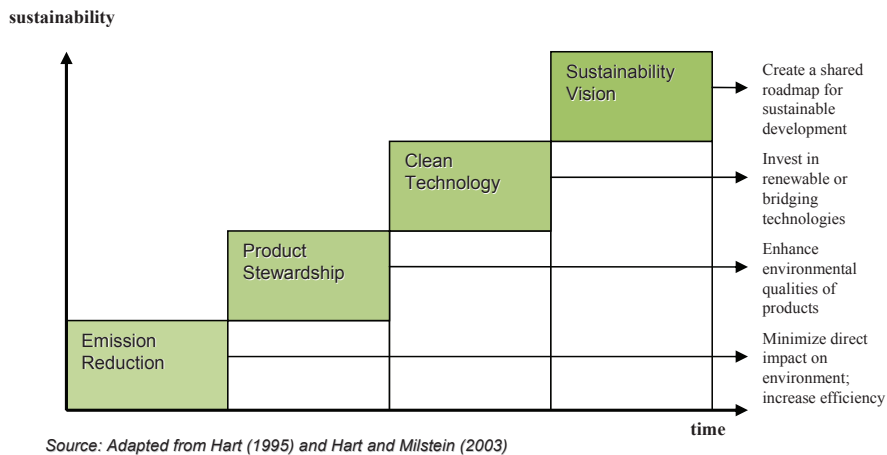 sustainability
Sustainability
Vision
Create a shared
roadmap for
sustainable
development
Clean
Technology
Invest in
renewable or
bridging
technologies
Product
Stewardship
Enhance
environmental
qualities of
products
Emission
Reduction
Minimize direct
impact on
environment;
increase efficiency
time
Source: Adapted from Hart (1995) and Hart and Milstein (2003)